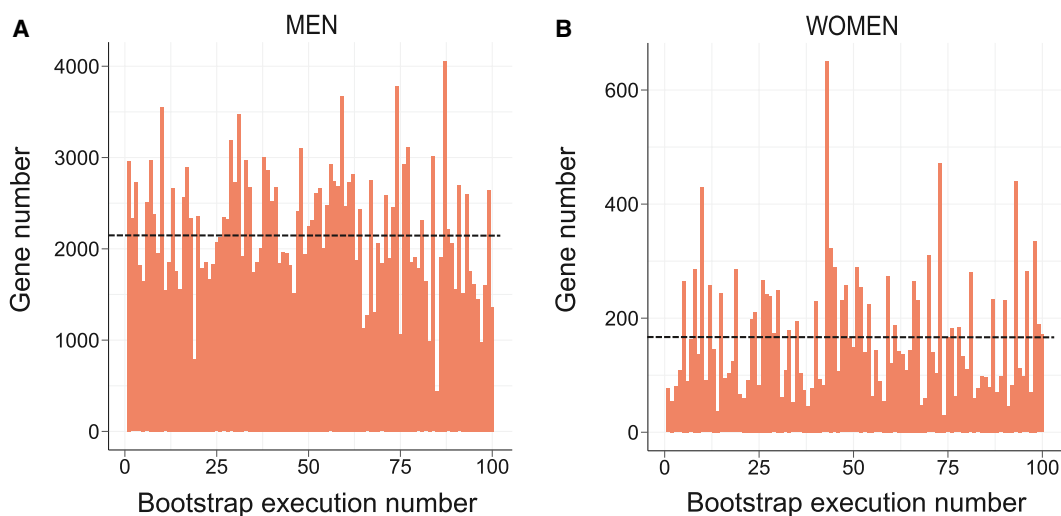 A
MEN
Gene number
4000
3000
2000
1000
0
0 25 50 75 100
Bootstrap execution number
B
WOMEN
Gene number
600
400
200
0
0 25 50 75 100
Bootstrap execution number